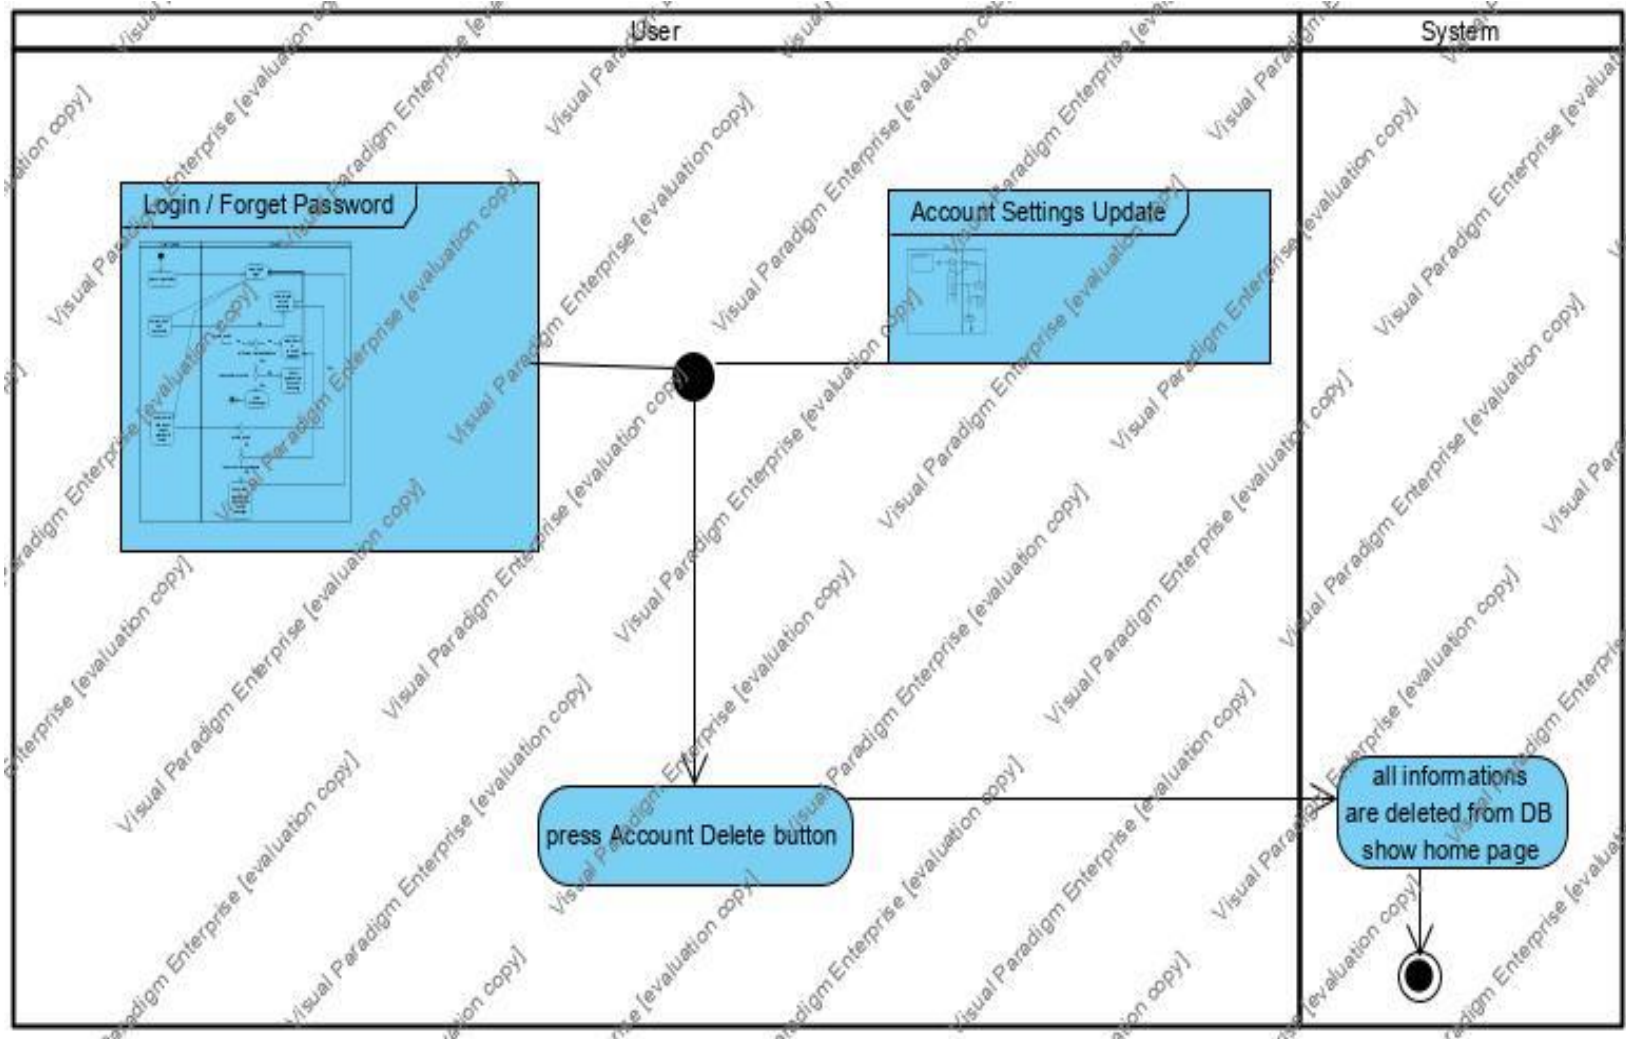 User
System
Login / Forget Password
Account Settings Update
press Account Delete button
all informations
are deleted from DB
show home page
Visual Paradigm Enterprise [evaluation copy]